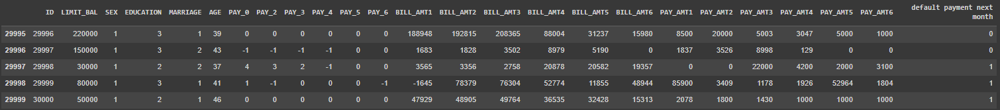 default payment next
ID LIMIT_BAL SEX EDUCATION MARRIAGE AGE PAY_0 PAY_2 PAY_3 PAY_4 PAY_5 PAY_6 BILL_AMT1 BILL_AMT2 BILL_AMT3 BILL_AMT4 BILL_AMT5 BILL_AMT6 PAY_AMT1 PAY_AMT2 PAY_AMT3 PAY_AMT4 PAY_AMT5 PAY_AMT6
month
29995 29996 220000 1 3 1 39 0 0 0 0 0 0 188948 192815 208365 88004 31237 15980 8500 20000 5003 3047 5000 1000 0
29996 29997 150000 1 3 2 43 -1 -1 -1 -1 0 0 1683 1828 3502 8979 5190 0 1837 3526 8998 129 0 0 0
29997 29998 30000 1 2 2 37 4 3 2 -1 0 0 3565 3356 2758 20878 20582 19357 0 0 22000 4200 2000 3100 1
29998 29999 80000 1 3 1 41 1 -1 0 0 0 -1 -1645 78379 76304 52774 11855 48944 85900 3409 1178 1926 52964 1804 1
29999 30000 50000 1 2 1 46 0 0 0 0 0 0 47929 48905 49764 36535 32428 15313 2078 1800 1430 1000 1000 1000 1